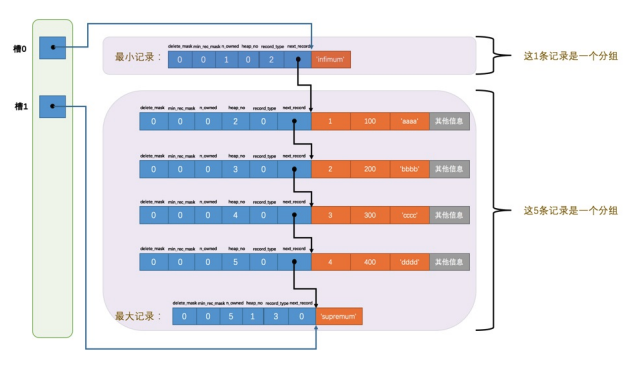 槽0
delete_mask min_rec_mask n_owned heap_no record_type next_recordv
最小记录： 0 0 1 0 2 'infimum'
这1条记录是一个分组
槽1
delete_mask min_rec_mask n_owned heap_no record_type next_record
0 0 0 2 0 1 100 'aaaa' 其他信息
delete_mask min_rec_mask n_owned heap_no record_type next_record
0 0 0 3 0 2 200 'bbbb' 其他信息
这5条记录是一个分组
delete_mask min_rec_mask n_owned heap_no record_type next_record
0 0 0 4 0 3 300 'cccc' 其他信息
delete_mask min_rec_mask n_owned heap_no record_type next_record
0 0 0 5 0 4 400 'dddd' 其他信息
delete_mask min_rec_mask n_owned heap_no record_type next_record
最大记录： 0 0 5 1 3 0 'supremum'